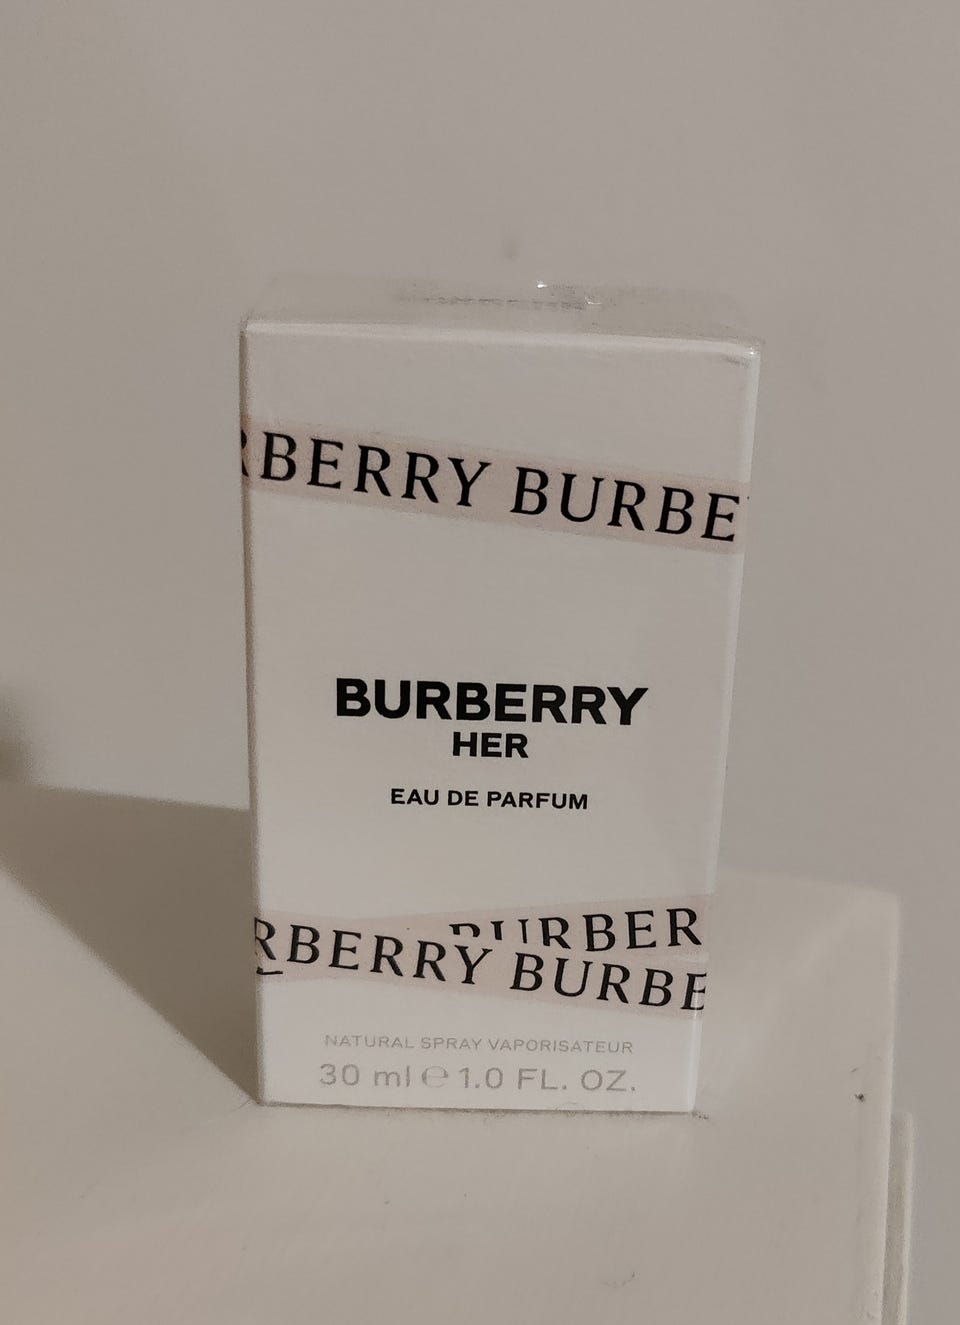 RBERRY BURBE
BURBERRY
HER
EAU DE PARFUM
BURBER
RBERRY BURBE
NATURAL SPRAY VAPORISATEUR
30 ml ℮ 1.0 FL. OZ.